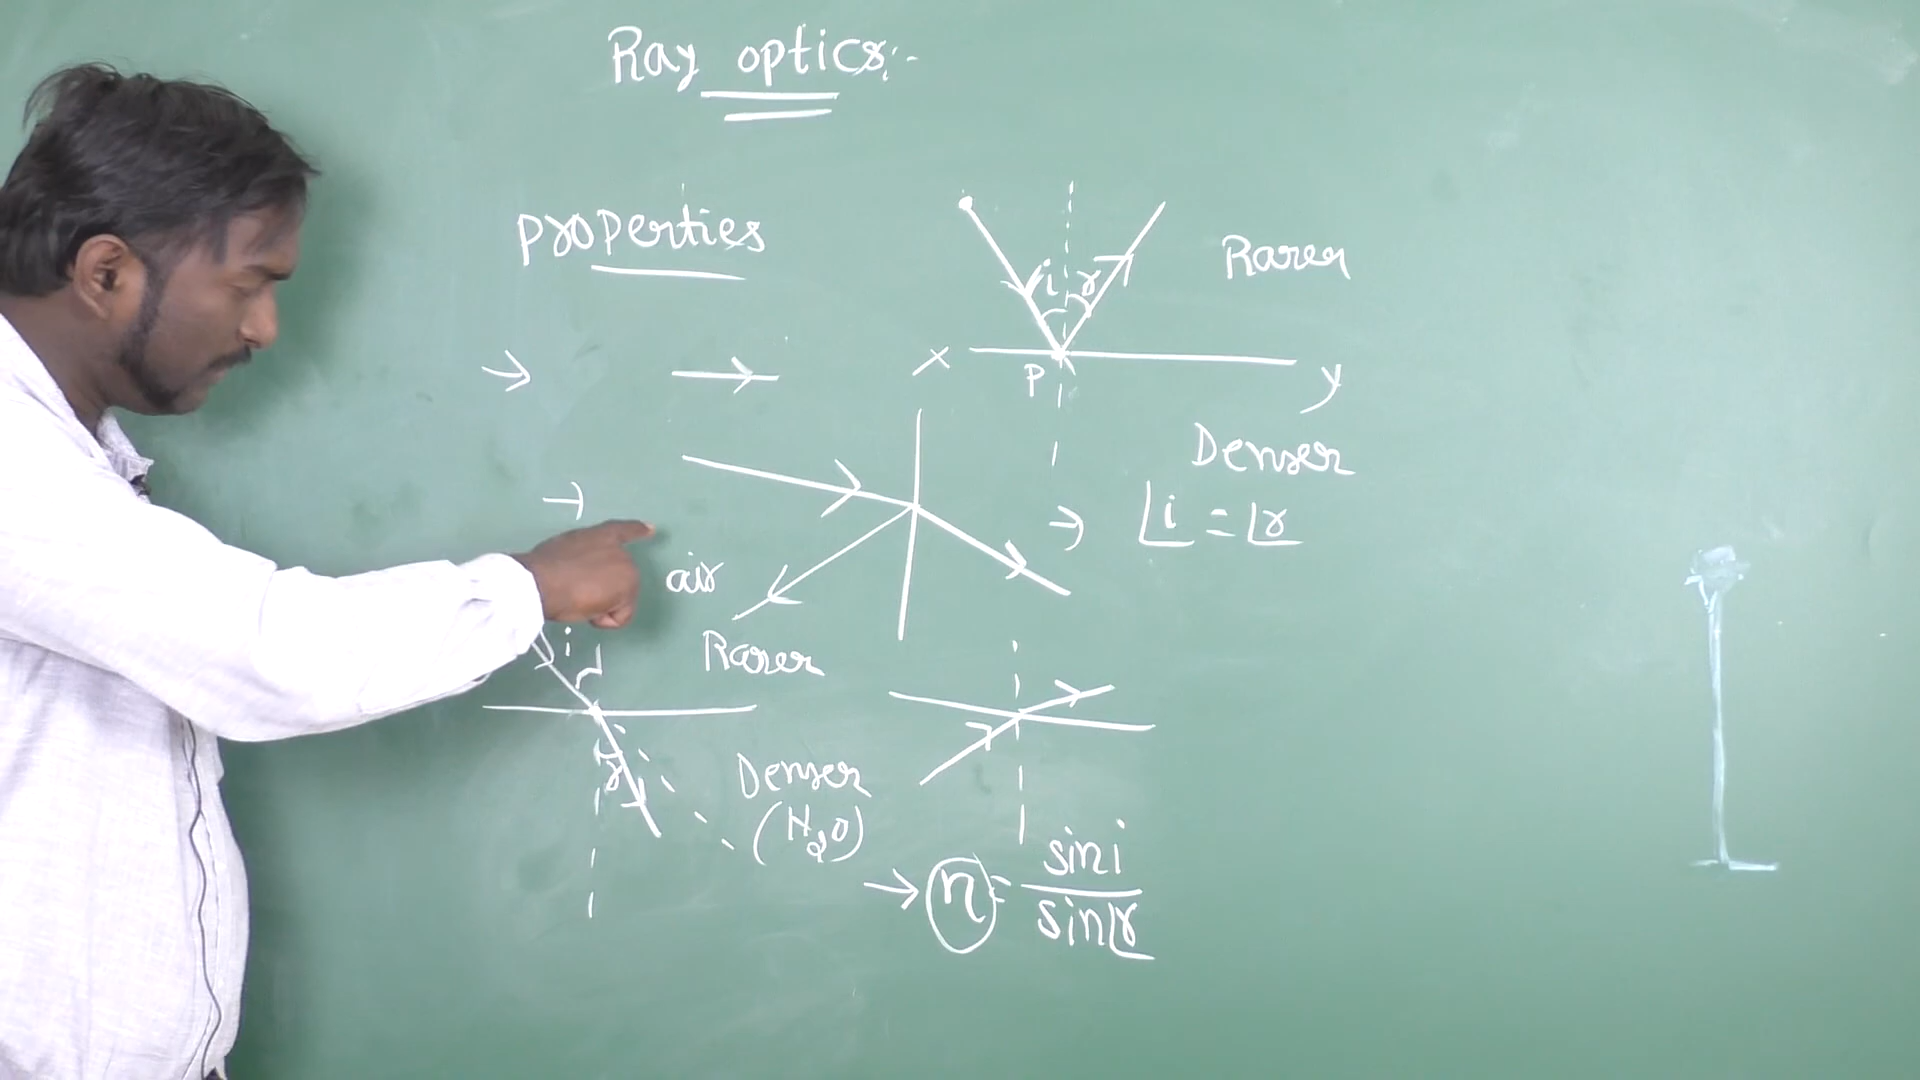 Ray optics:-
properties
i r
Rarer
x
P
y
Denser
→ ∠i = ∠r
air
i
Rarer
r
Denser
(H2O)
→ n = sin i / sin ∠r